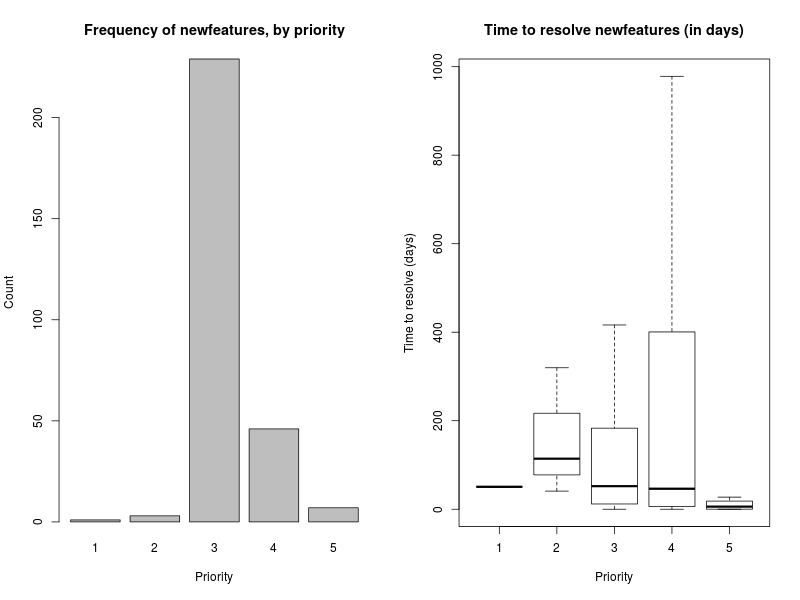 Frequency of newfeatures, by priority
Count
200
150
100
50
0
1 2 3 4 5
Priority
Time to resolve newfeatures (in days)
Time to resolve (days)
1000
800
600
400
200
0
1 2 3 4 5
Priority